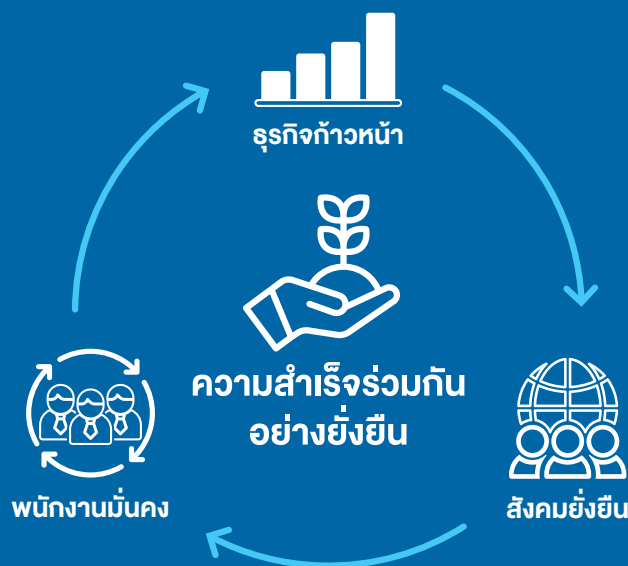 ธุรกิจก้าวหน้า
ความสำเร็จร่วมกัน
อย่างยั่งยืน
พนักงานมั่นคง
สังคมยั่งยืน